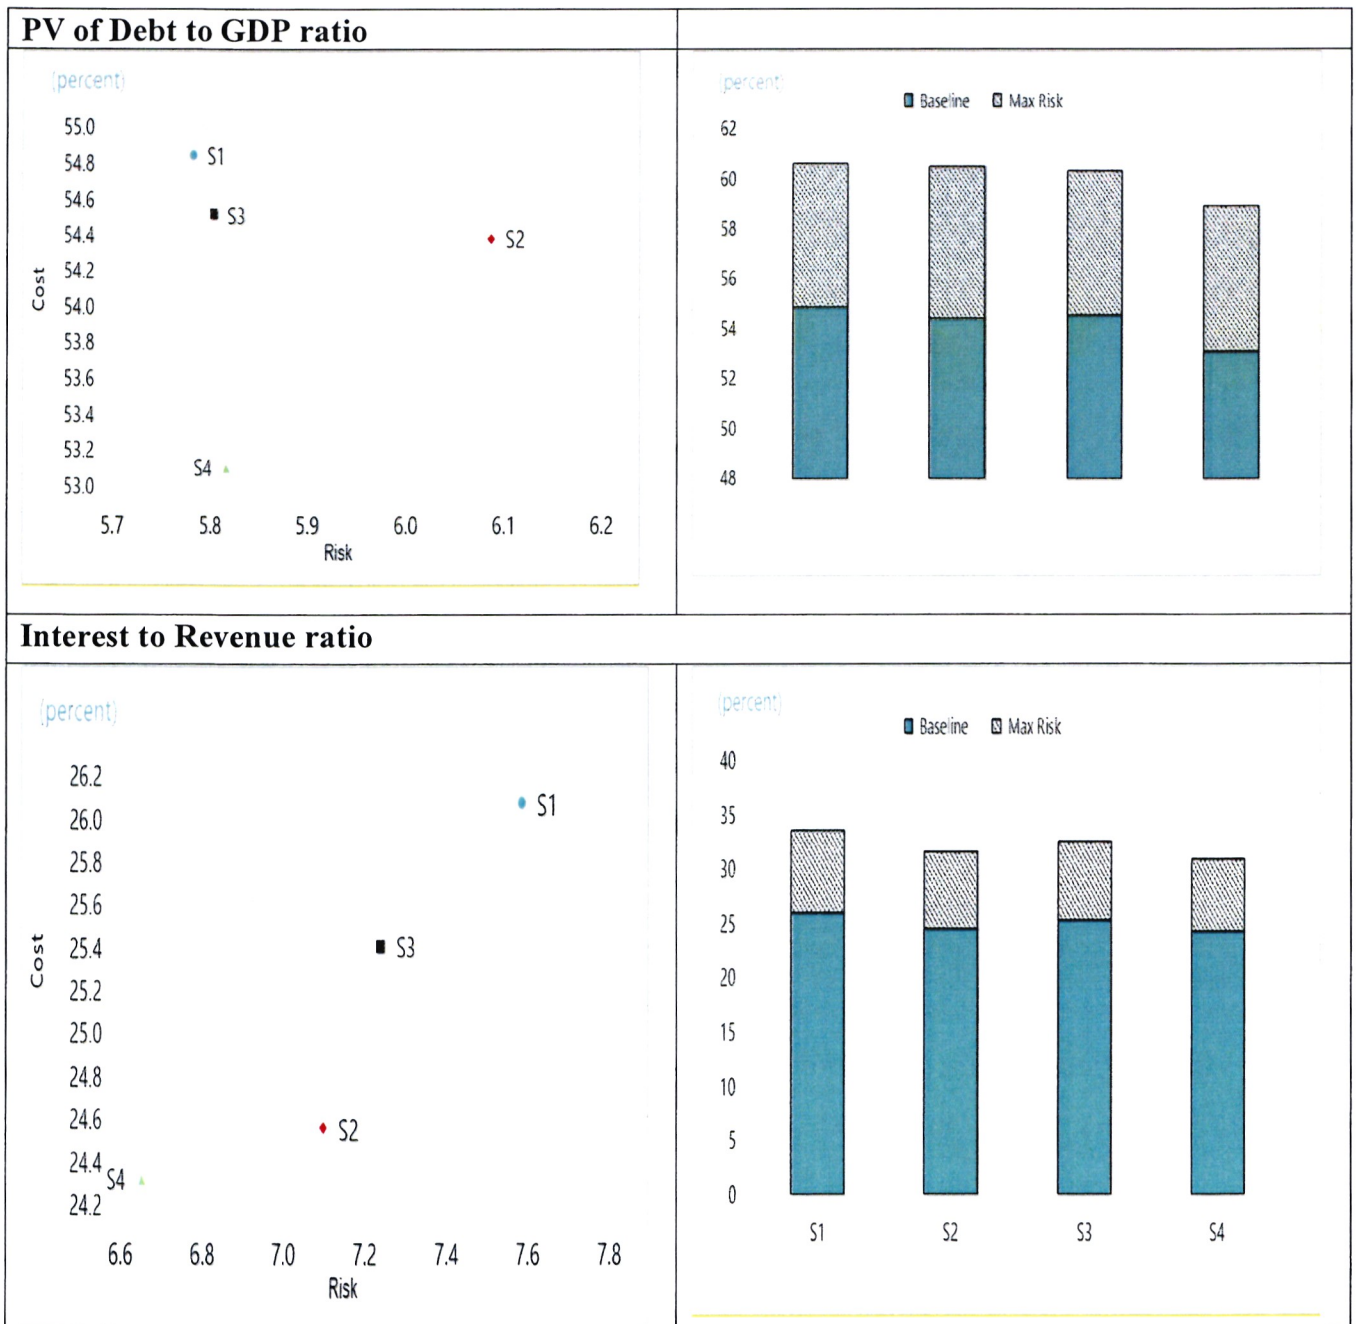 PV of Debt to GDP ratio
(percent)
55.0
54.8
54.6
54.4
54.2
54.0
53.8
53.6
53.4
53.2
53.0
Cost
S1
S3
S2
S4
5.7 5.8 5.9 6.0 6.1 6.2
Risk
(percent)
Baseline Max Risk
62
60
58
56
54
52
50
48
Interest to Revenue ratio
(percent)
26.2
26.0
25.8
25.6
25.4
25.2
25.0
24.8
24.6
24.4
24.2
Cost
S1
S3
S2
S4
6.6 6.8 7.0 7.2 7.4 7.6 7.8
Risk
(percent)
Baseline Max Risk
40
35
30
25
20
15
10
5
0
S1 S2 S3 S4